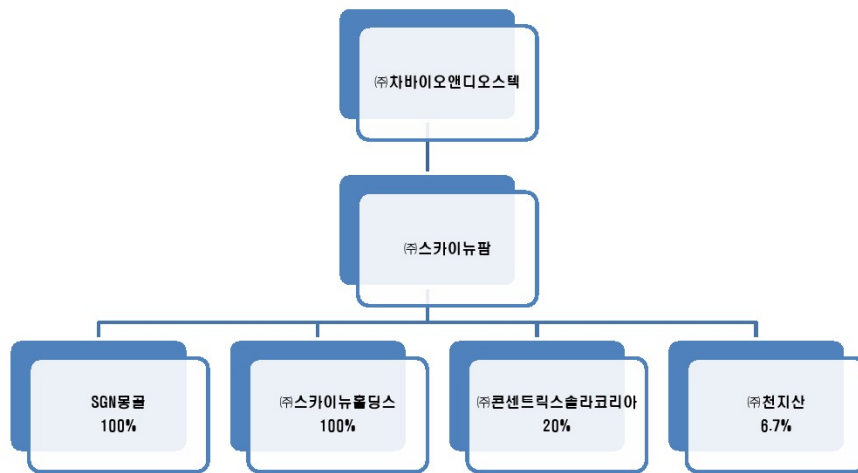 ㈜차바이오앤디오스텍
㈜스카이뉴팜
SGN몽골
100%
㈜스카이뉴홀딩스
100%
㈜콘센트릭스솔라코리아
20%
㈜천지산
6.7%